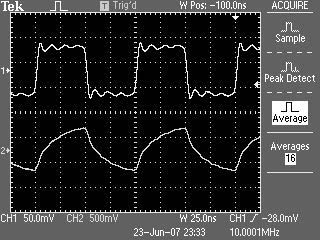 Tek T Trig'd W Pos: -100.0ns ACQUIRE
Sample
Peak Detect
Average
Averages
16
1
2
CH1 50.0mV CH2 500mV W 25.0ns CH1 / -28.0mV
23-Jun-07 23:33 10.0001MHz